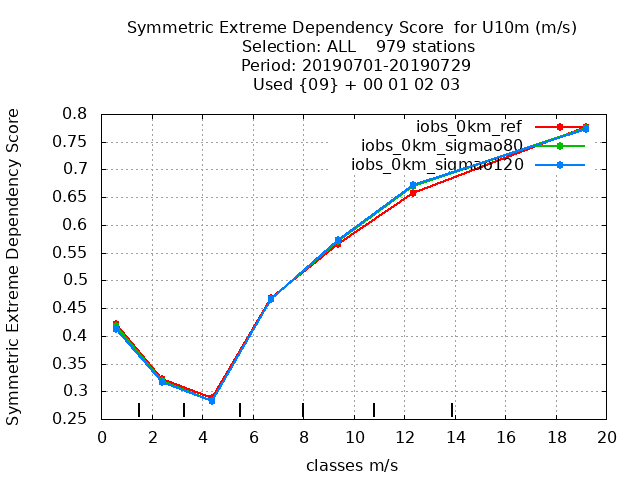 Symmetric Extreme Dependency Score  for U10m (m/s)
Selection: ALL    979 stations
Period: 20190701-20190729
Used {09} + 00 01 02 03
Symmetric Extreme Dependency Score
0.8
0.75
0.7
0.65
0.6
0.55
0.5
0.45
0.4
0.35
0.3
0.25
iobs_0km_ref
iobs_0km_sigmao80
iobs_0km_sigmao120
0 2 4 6 8 10 12 14 16 18 20
classes m/s